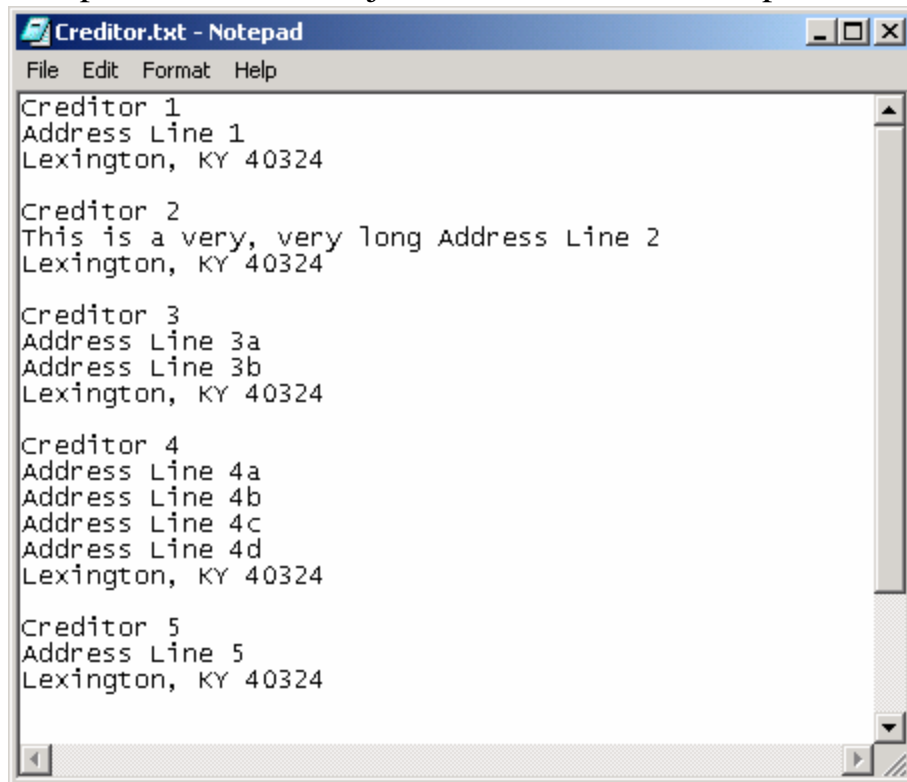 Creditor.txt - Notepad
File Edit Format Help
Creditor 1
Address Line 1
Lexington, KY 40324

Creditor 2
This is a very, very long Address Line 2
Lexington, KY 40324

Creditor 3
Address Line 3a
Address Line 3b
Lexington, KY 40324

Creditor 4
Address Line 4a
Address Line 4b
Address Line 4c
Address Line 4d
Lexington, KY 40324

Creditor 5
Address Line 5
Lexington, KY 40324